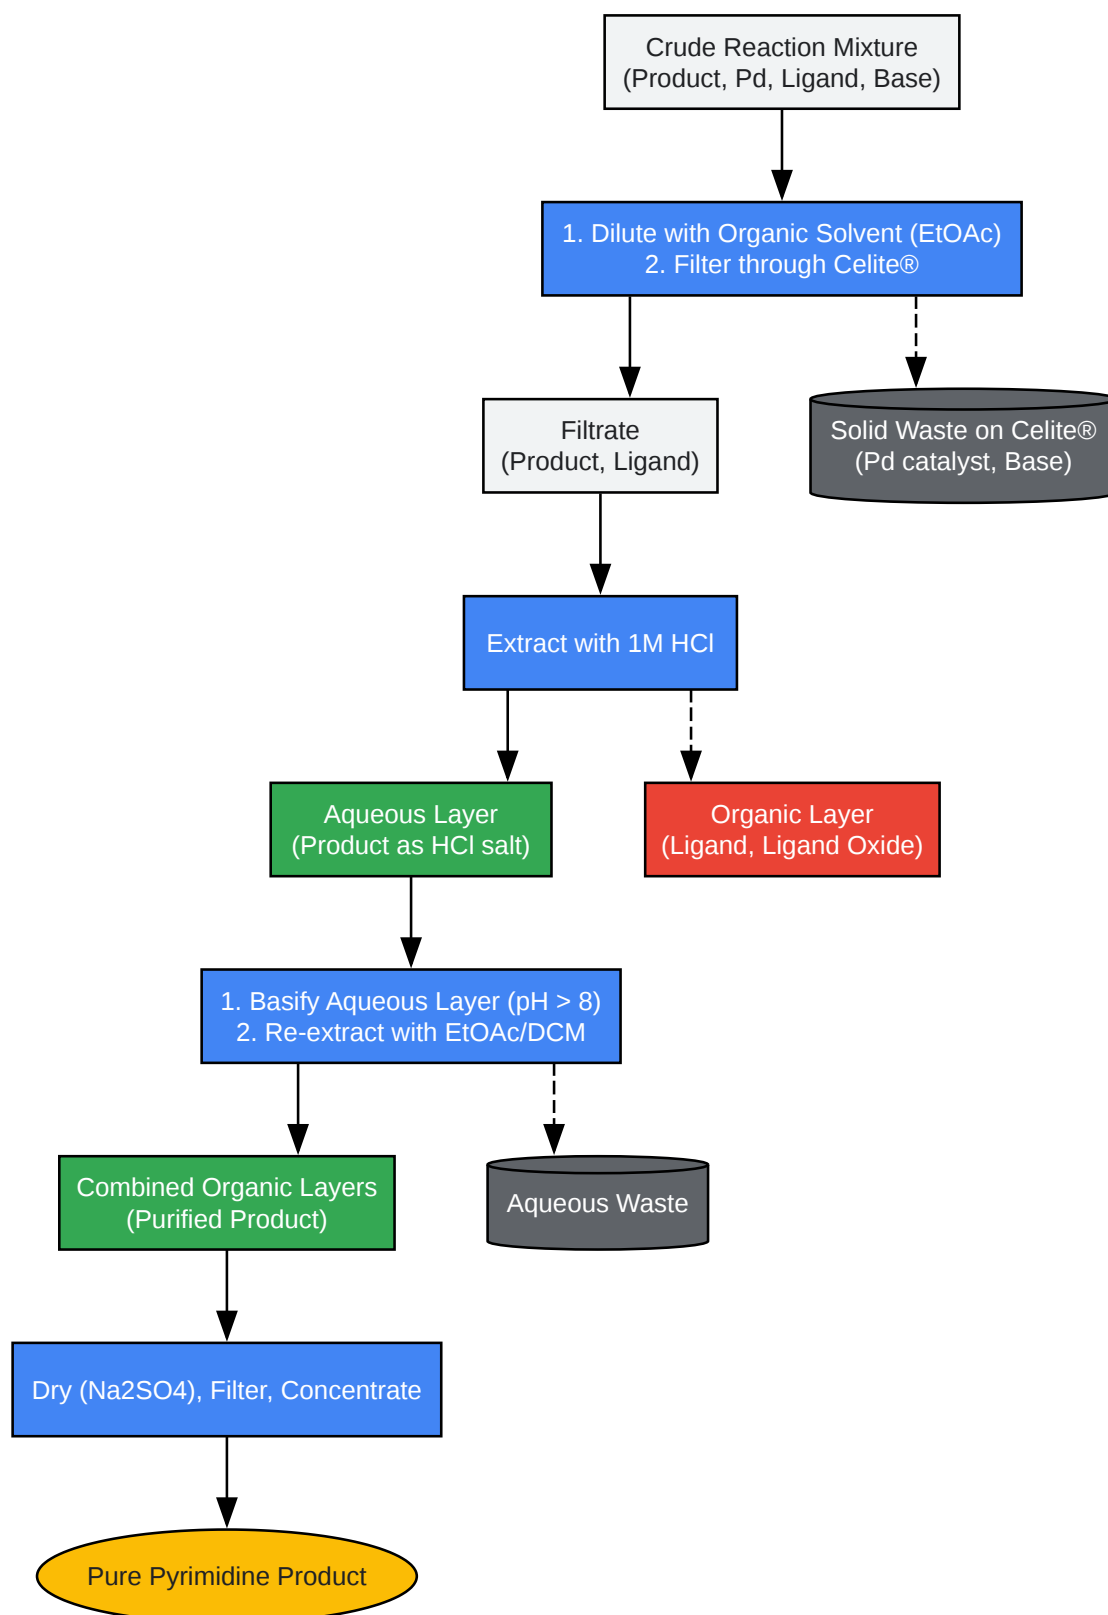 Crude Reaction Mixture
(Product, Pd, Ligand, Base)
1. Dilute with Organic Solvent (EtOAc)
2. Filter through Celite®
Filtrate
(Product, Ligand)
Solid Waste on Celite®
(Pd catalyst, Base)
Extract with 1M HCl
Aqueous Layer
(Product as HCl salt)
Organic Layer
(Ligand, Ligand Oxide)
1. Basify Aqueous Layer (pH > 8)
2. Re-extract with EtOAc/DCM
Combined Organic Layers
(Purified Product)
Aqueous Waste
Dry (Na2SO4), Filter, Concentrate
Pure Pyrimidine Product